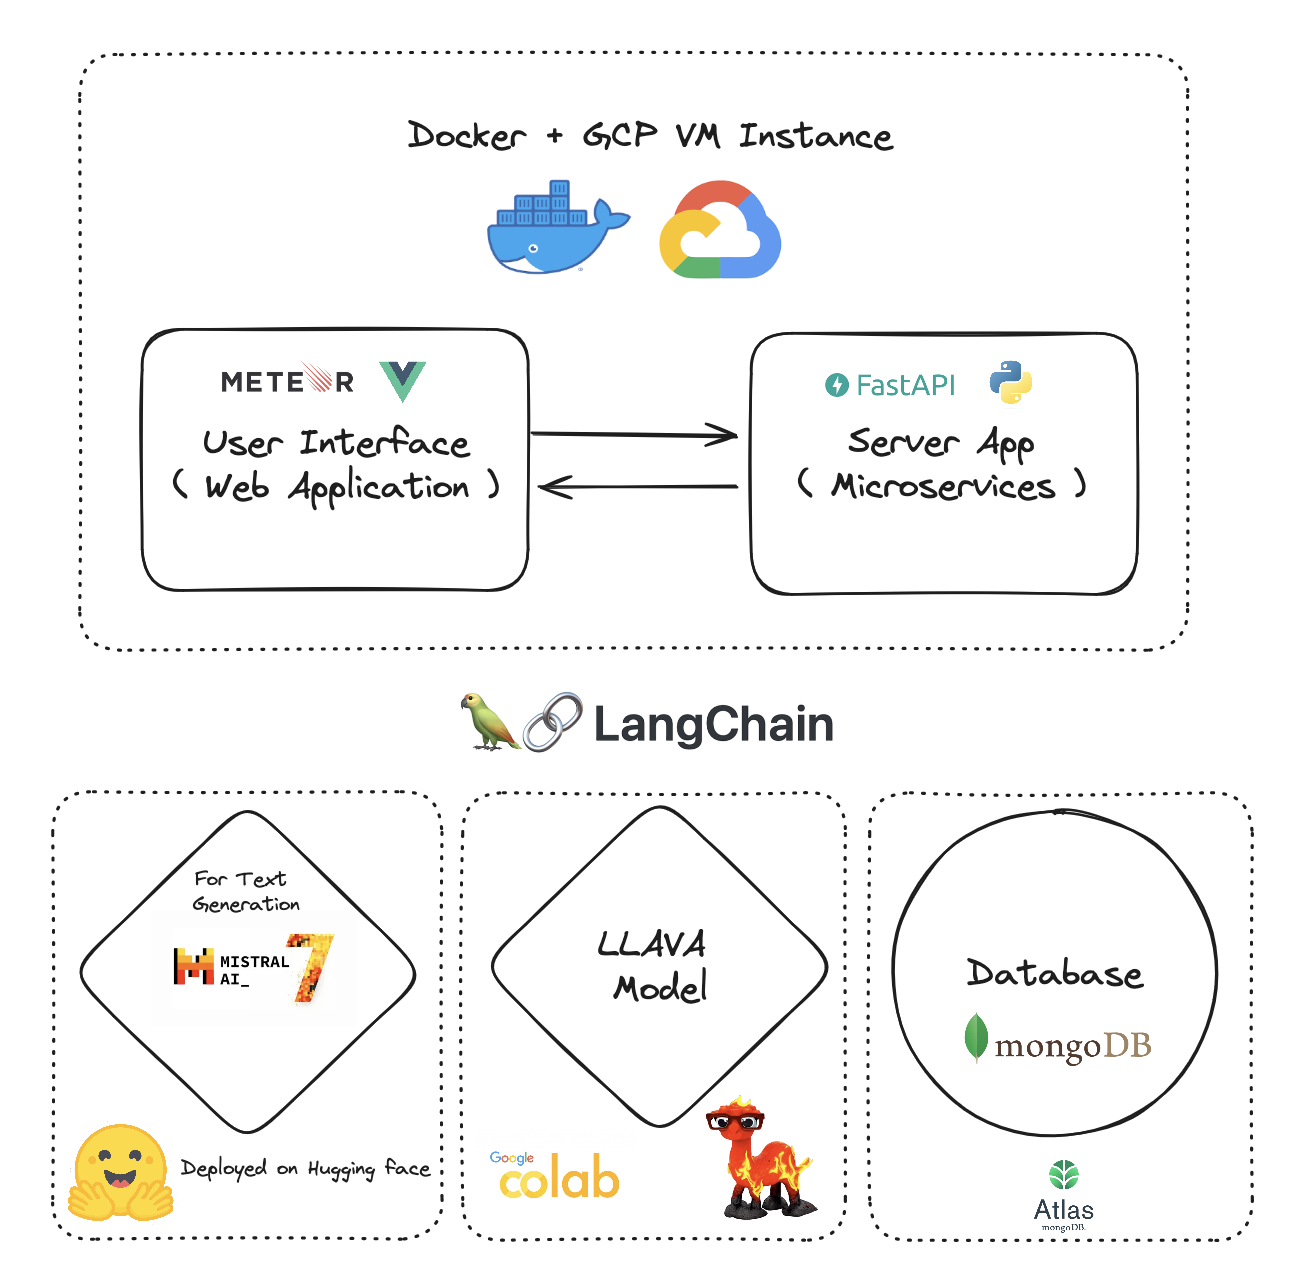 Docker + GCP VM Instance
METEOR
User Interface
( Web Application )
FastAPI
Server App
( Microservices )
LangChain
For Text
Generation
MISTRAL
AI_
7
Deployed on Hugging face
LLAVA
Model
Google
colab
Database
mongoDB
Atlas
mongoDB.